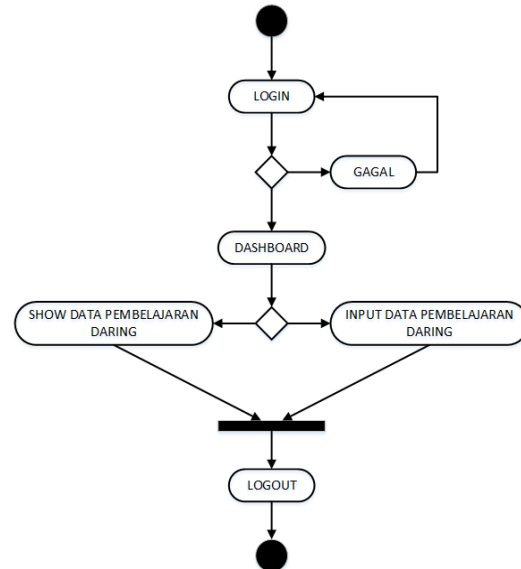 LOGIN
GAGAL
DASHBOARD
SHOW DATA PEMBELAJARAN
DARING
INPUT DATA PEMBELAJARAN
DARING
LOGOUT